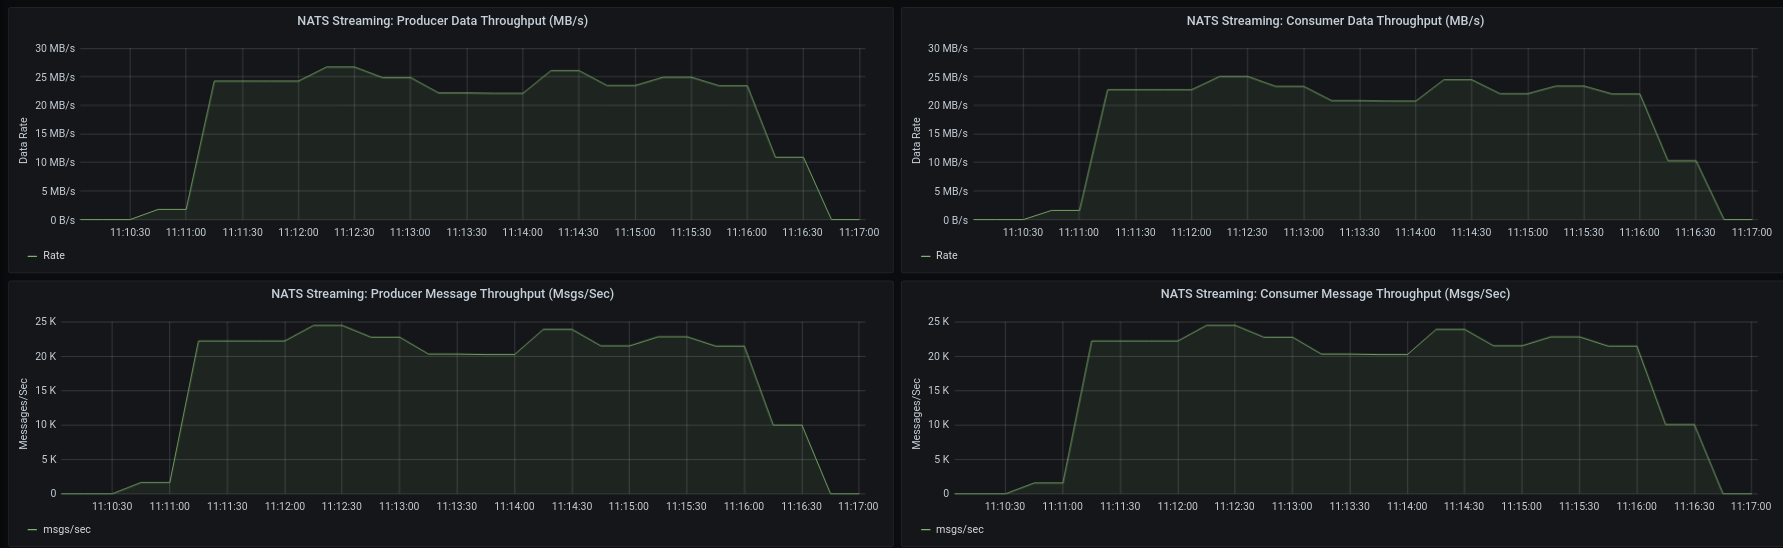 NATS Streaming: Producer Data Throughput (MB/s)
30 MB/s
25 MB/s
20 MB/s
15 MB/s
10 MB/s
5 MB/s
0 B/s
Data Rate
11:10:30 11:11:00 11:11:30 11:12:00 11:12:30 11:13:00 11:13:30 11:14:00 11:14:30 11:15:00 11:15:30 11:16:00 11:16:30 11:17:00
Rate
NATS Streaming: Consumer Data Throughput (MB/s)
30 MB/s
25 MB/s
20 MB/s
15 MB/s
10 MB/s
5 MB/s
0 B/s
Data Rate
11:10:30 11:11:00 11:11:30 11:12:00 11:12:30 11:13:00 11:13:30 11:14:00 11:14:30 11:15:00 11:15:30 11:16:00 11:16:30 11:17:00
Rate
NATS Streaming: Producer Message Throughput (Msgs/Sec)
25 K
20 K
15 K
10 K
5 K
0
Messages/Sec
11:10:30 11:11:00 11:11:30 11:12:00 11:12:30 11:13:00 11:13:30 11:14:00 11:14:30 11:15:00 11:15:30 11:16:00 11:16:30 11:17:00
msgs/sec
NATS Streaming: Consumer Message Throughput (Msgs/Sec)
25 K
20 K
15 K
10 K
5 K
0
Messages/Sec
11:10:30 11:11:00 11:11:30 11:12:00 11:12:30 11:13:00 11:13:30 11:14:00 11:14:30 11:15:00 11:15:30 11:16:00 11:16:30 11:17:00
msgs/sec